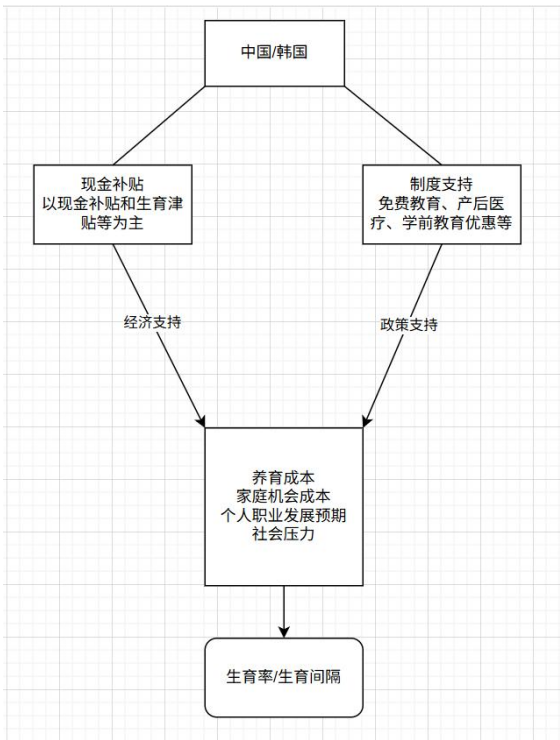 中国/韩国
现金补贴
以现金补贴和生育津
贴等为主
制度支持
免费教育、产后医
疗、学前教育优惠等
经济支持
政策支持
养育成本
家庭机会成本
个人职业发展预期
社会压力
生育率/生育间隔